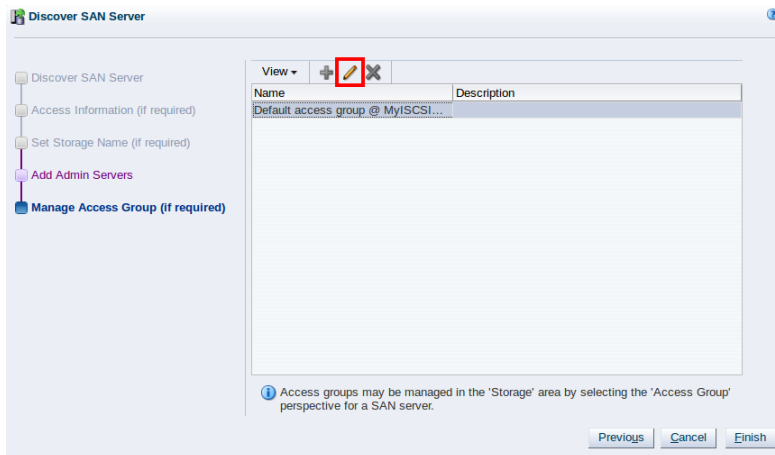 Discover SAN Server
Discover SAN Server
Access Information (if required)
Set Storage Name (if required)
Add Admin Servers
Manage Access Group (if required)
View
Name Description
Default access group @ MyISCSI...
Access groups may be managed in the 'Storage' area by selecting the 'Access Group'
perspective for a SAN server.
Previous Cancel Finish